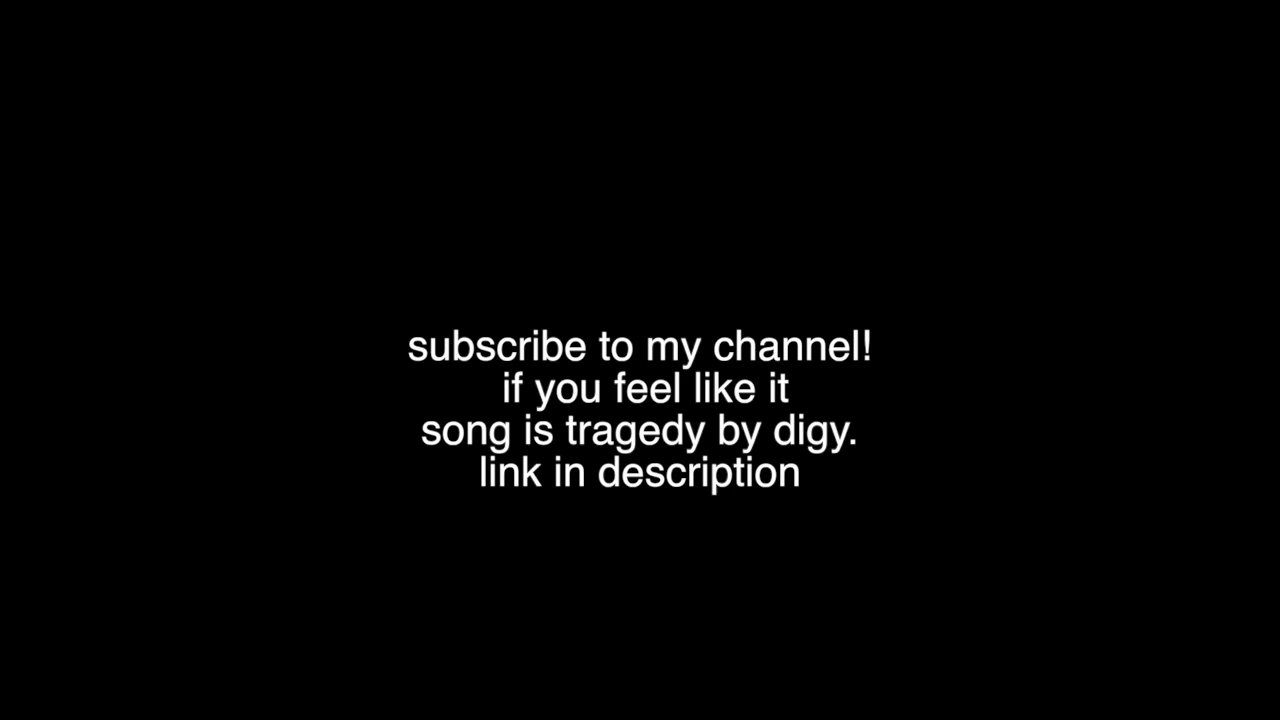 subscribe to my channel!
if you feel like it
song is tragedy by digy.
link in description